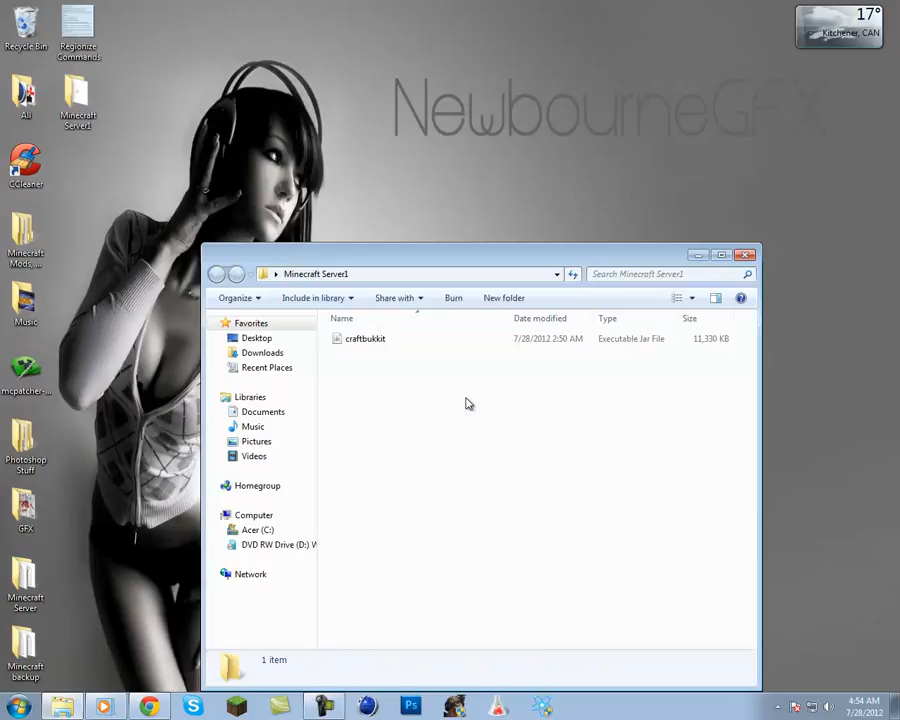 NewbourneGFX
17°
Kitchener, CAN
Recycle Bin
Regionize Commands
Ali
Minecraft Server1
CCleaner
Minecraft Mods, ...
Music
mcpatcher-...
Photoshop Stuff
GFX
Minecraft Server
Minecraft backup
Minecraft Server1
Search Minecraft Server1
Organize
Include in library
Share with
Burn
New folder
Name
Date modified
Type
Size
craftbukkit
7/28/2012 2:50 AM
Executable Jar File
11,330 KB
Favorites
Desktop
Downloads
Recent Places
Libraries
Documents
Music
Pictures
Videos
Homegroup
Computer
Acer (C:)
DVD RW Drive (D:) W
Network
1 item
Ps
4:54 AM
7/28/2012